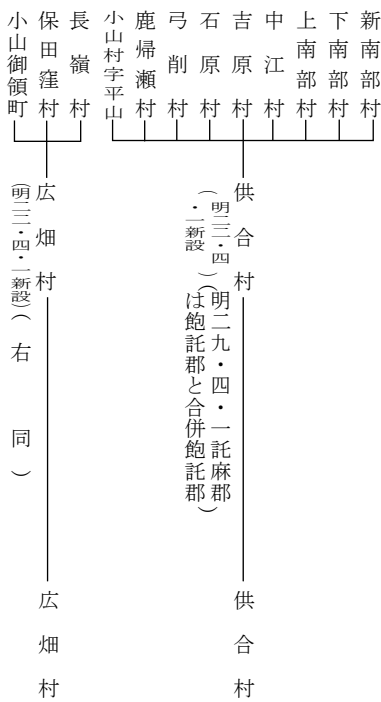 新南部村
下南部村
上南部村
中江村
吉原村
石原村
弓削村
鹿帰瀬村
小山村字平山
長嶺村
保田窪村
小山御領町
供合村
（明二二・四・一新設）
（明二九・四・一託麻郡は飽託郡と合併飽託郡）
供合村
広畑村
（明二二・四・一新設）
（右同）
広畑村